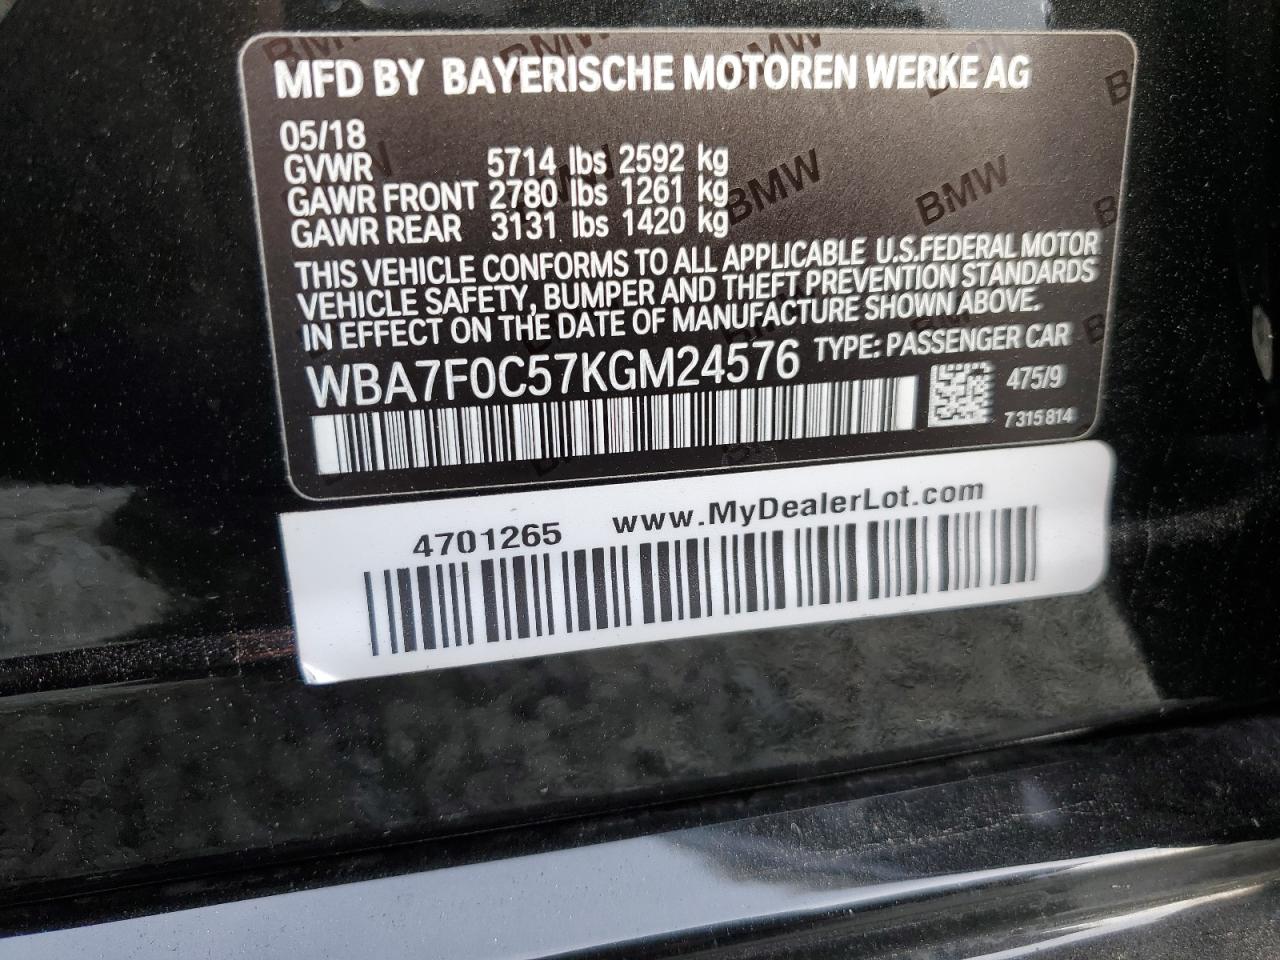 MFD BY BAYERISCHE MOTOREN WERKE AG
05/18
GVWR 5714 lbs 2592 kg
GAWR FRONT 2780 lbs 1261 kg
GAWR REAR 3131 lbs 1420 kg
THIS VEHICLE CONFORMS TO ALL APPLICABLE U.S.FEDERAL MOTOR
VEHICLE SAFETY, BUMPER AND THEFT PREVENTION STANDARDS
IN EFFECT ON THE DATE OF MANUFACTURE SHOWN ABOVE.
WBA7F0C57KGM24576 TYPE: PASSENGER CAR
475/9
7315814
4701265 www.MyDealerLot.com